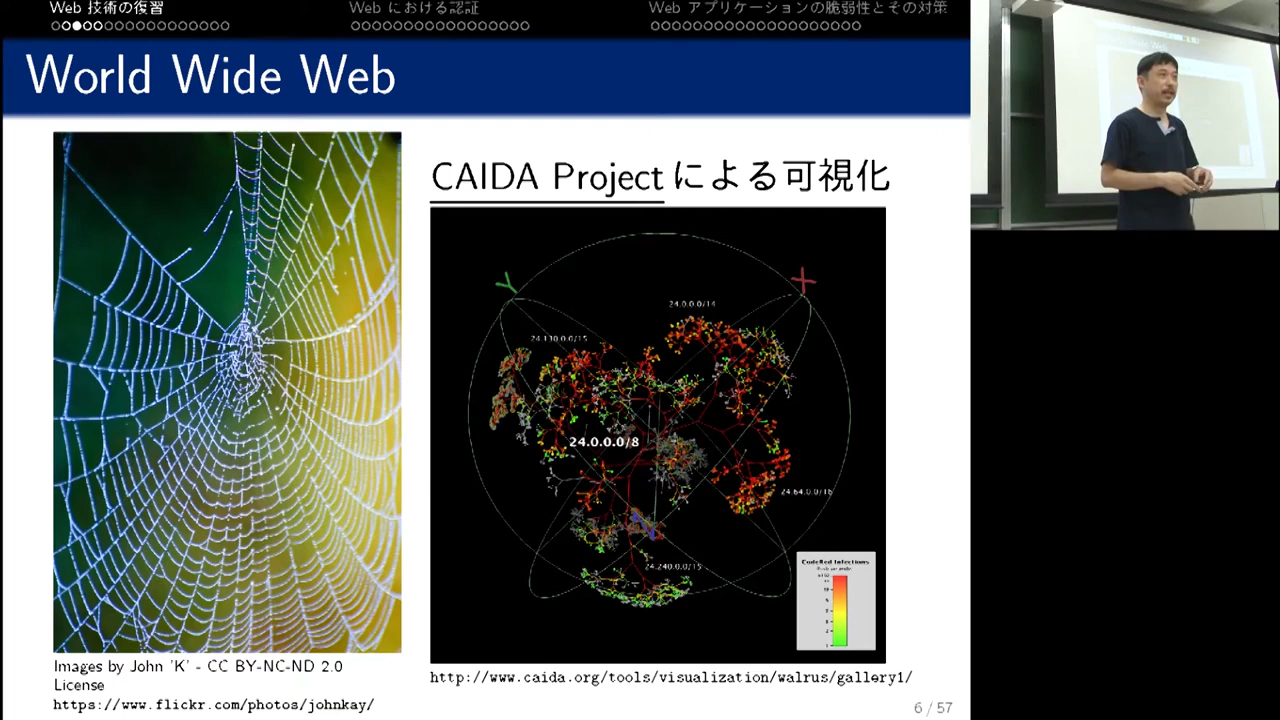 Web 技術の復習
Web における認証
Web アプリケーションの脆弱性とその対策
World Wide Web
CAIDA Project による可視化
Y
X
24.0.0.0/14
24.130.0.0/15
24.0.0.0/8
24.64.0.0/16
24.240.0.0/15
CodeRed Infections
Images by John 'K' - CC BY-NC-ND 2.0
License
https://www.flickr.com/photos/johnkay/
http://www.caida.org/tools/visualization/walrus/gallery1/
6 / 57